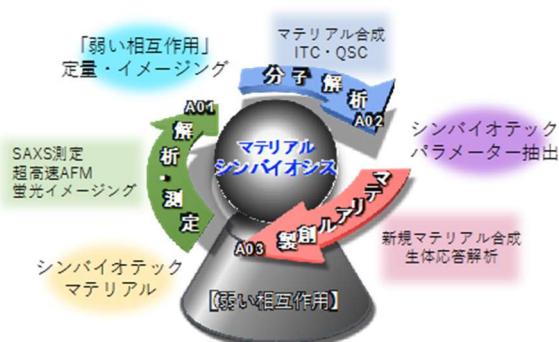 「弱い相互作用」
定量・イメージング
マテリアル合成
ITC・QSC
分子解析
A01
A02
解析・測定
マテリアル
シンバイオシス
シンバイオテック
パラメーター抽出
SAXS測定
超高速AFM
蛍光イメージング
マテリアル創製
A03
新規マテリアル合成
生体応答解析
シンバイオテック
マテリアル
【弱い相互作用】